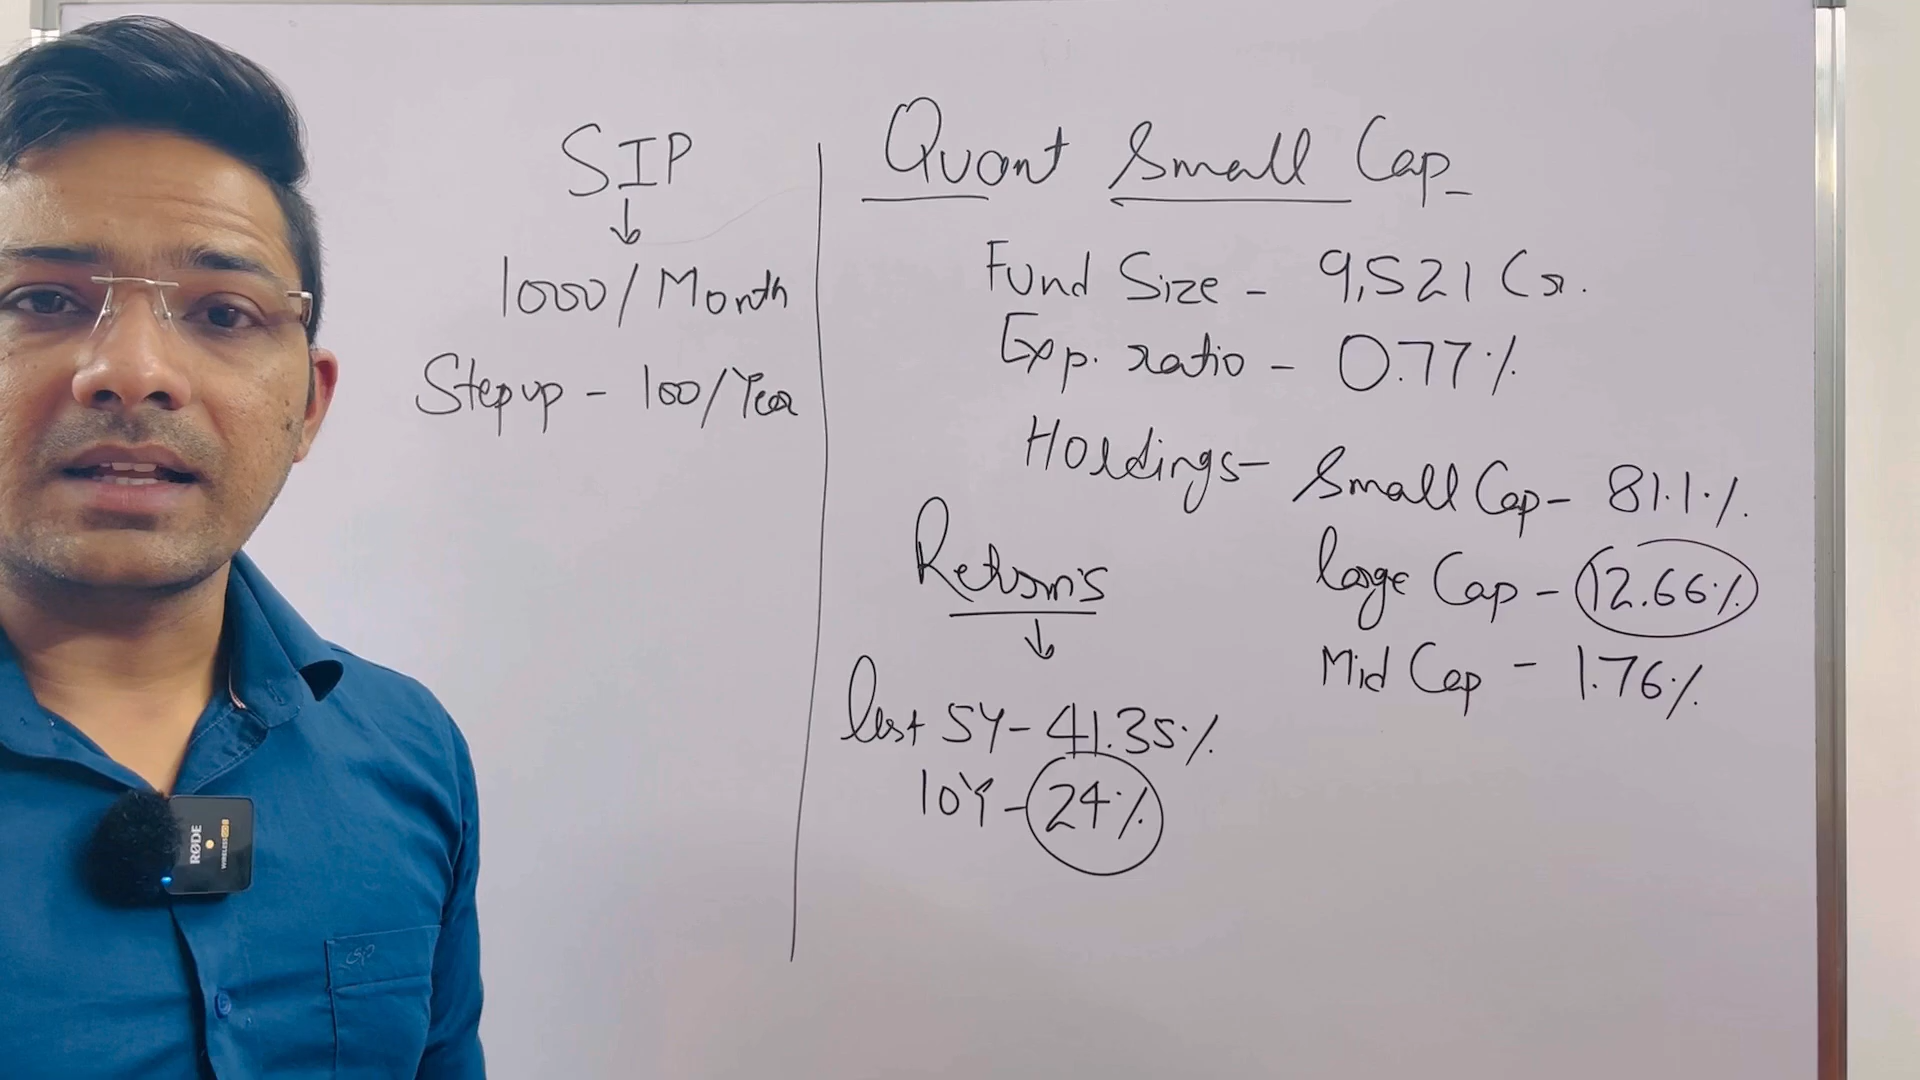 SIP
↓
1000/Month
Stepup - 100/Year
Quant Small Cap
Fund Size - 9,521 Cr.
Exp. ratio - 0.77%
Holdings - Small Cap - 81.1%
Large Cap - 12.66%
Mid Cap - 1.76%
Return's
↓
last 5Y - 41.35%
10Y - 24%
RØDE